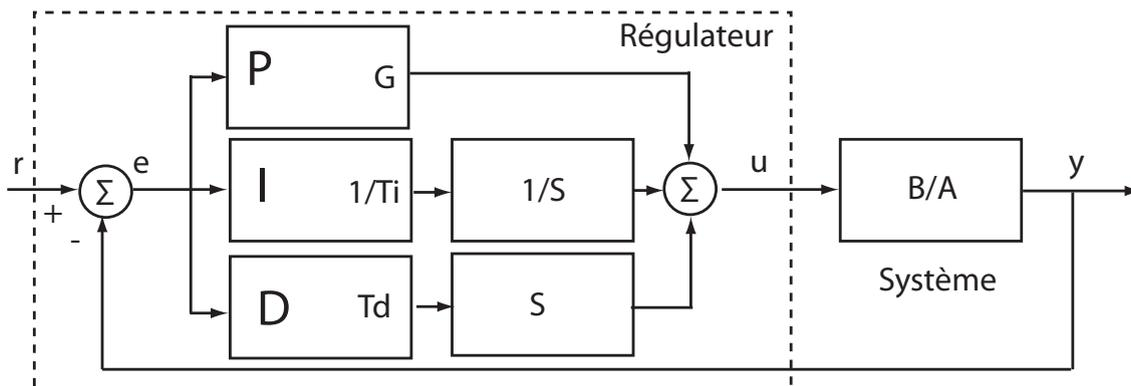 Régulateur
P G
r
+
-
Σ
e
I 1/Ti
1/S
Σ
u
B/A
y
Système
D Td
S